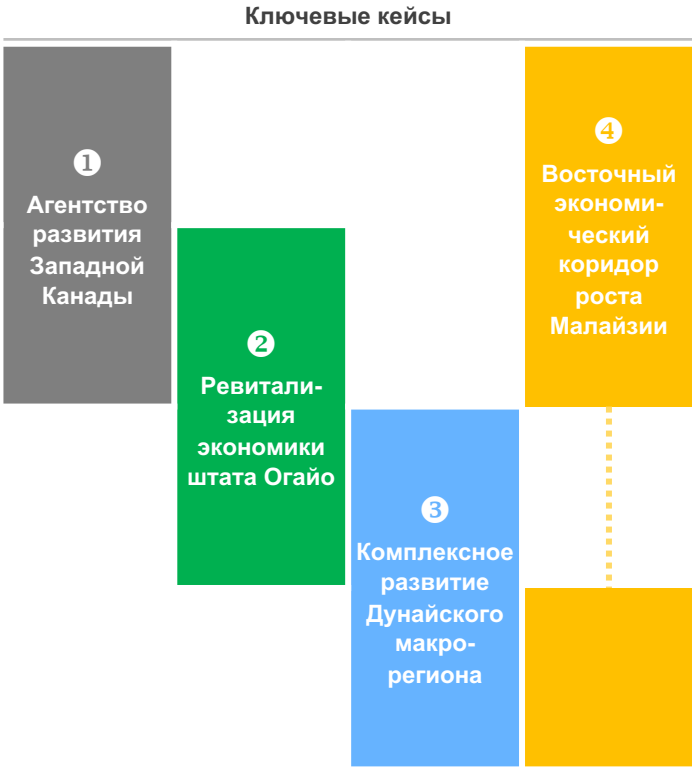 Ключевые кейсы
❶
Агентство
развития
Западной
Канады
❷
Ревитали-
зация
экономики
штата Огайо
❸
Комплексное
развитие
Дунайского
макро-
региона
❹
Восточный
экономи-
ческий
коридор
роста
Малайзии